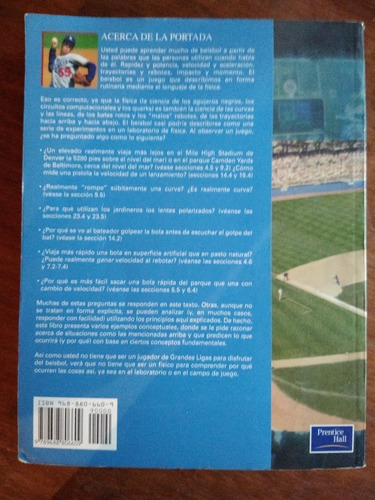 ACERCA DE LA PORTADA
Usted puede aprender mucho de beisbol a partir de
las palabras que las personas utilizan cuando habla
de él. Rapidez y potencia, velocidad y aceleración,
trayectorias y rebotes, impacto y momento. El
beisbol es un juego que describimos en forma
rutinaria mediante el lenguaje de la física.
Eso es correcto, ya que la física (la ciencia de los agujeros negros, los
circuitos computacionales y los quarks) es también la ciencia de las curvas
y las líneas, de los bates rotos y los "malos" rebotes, de las trayectorias
hacia arriba y hacia abajo. El beisbol casi podría describirse como una
serie de experimentos en un laboratorio de física. Al observar un juego,
¿se ha preguntado algo como lo siguiente?
• ¿Un elevado realmente viaja más lejos en el Mile High Stadium de
Denver (a 5280 pies sobre el nivel del mar) o en el parque Camden Yards de
Baltimore, cerca del nivel del mar? (véanse secciones 4.5 y 9.2) ¿Cómo
mide una pistola la velocidad de un lanzamiento? (secciones 14.4 y 15.4)
• ¿Realmente "rompe" súbitamente una curva? ¿Es realmente curva?
(véase la sección 9.5)
• ¿Para qué utilizan los jardineros los lentes polarizados? (véanse las
secciones 23.4 y 23.5)
• ¿Por qué se ve al bateador golpear la bola antes de escuchar el golpe del
bat? (véase la sección 14.2)
• ¿Viaja más rápido una bola en superficie artificial que en pasto natural?
¿Puede realmente ganar velocidad al rebotar? (véanse las secciones 4.6
y 7.2-7.4)
• ¿Por qué es más fácil sacar una bola rápida del parque que una con
cambio de velocidad? (véanse las secciones 5.5 y 6.4)
Muchas de estas preguntas se responden en este texto. Otras, aunque no
se tratan en forma explícita, se pueden analizar (y, en muchos casos,
responder con facilidad) utilizando los principios aquí explicados. De hecho,
este libro presenta varios ejemplos conceptuales, donde se le pide razonar
acerca de situaciones como las mencionadas arriba y que predicen lo que
ocurrirá (y por qué) con base en ciertos conceptos fundamentales.
Así como usted no tiene que ser un jugador de Grandes Ligas para disfrutar
del beisbol, verá que no tiene que ser un físico para comprender por qué
ocurren las cosas así, ya sea en el laboratorio o en el campo de juego.
ISBN 968-880-660-9
90000
9 789688 806609
Prentice
Hall
55